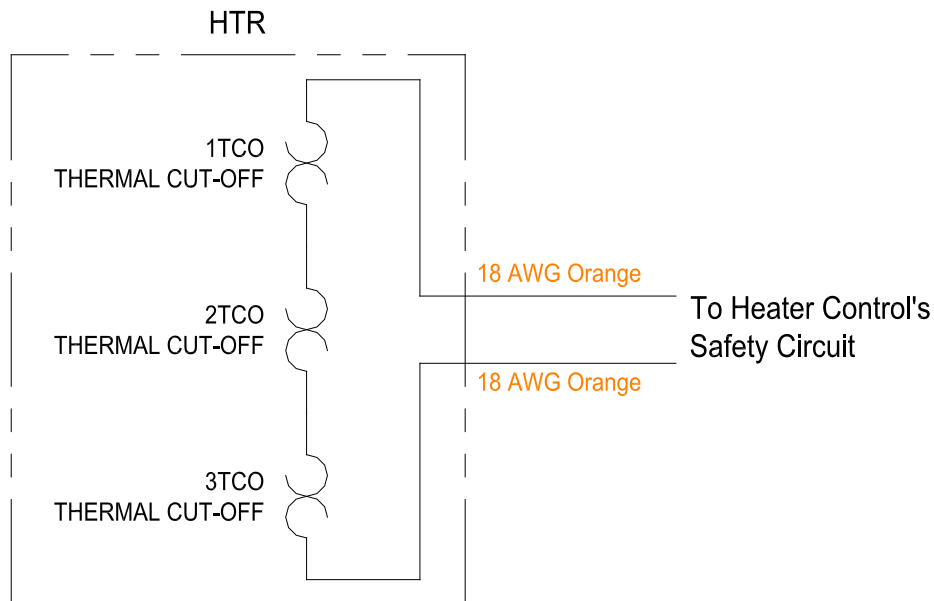 HTR
1TCO
THERMAL CUT-OFF
18 AWG Orange
2TCO
THERMAL CUT-OFF
To Heater Control's
Safety Circuit
18 AWG Orange
3TCO
THERMAL CUT-OFF